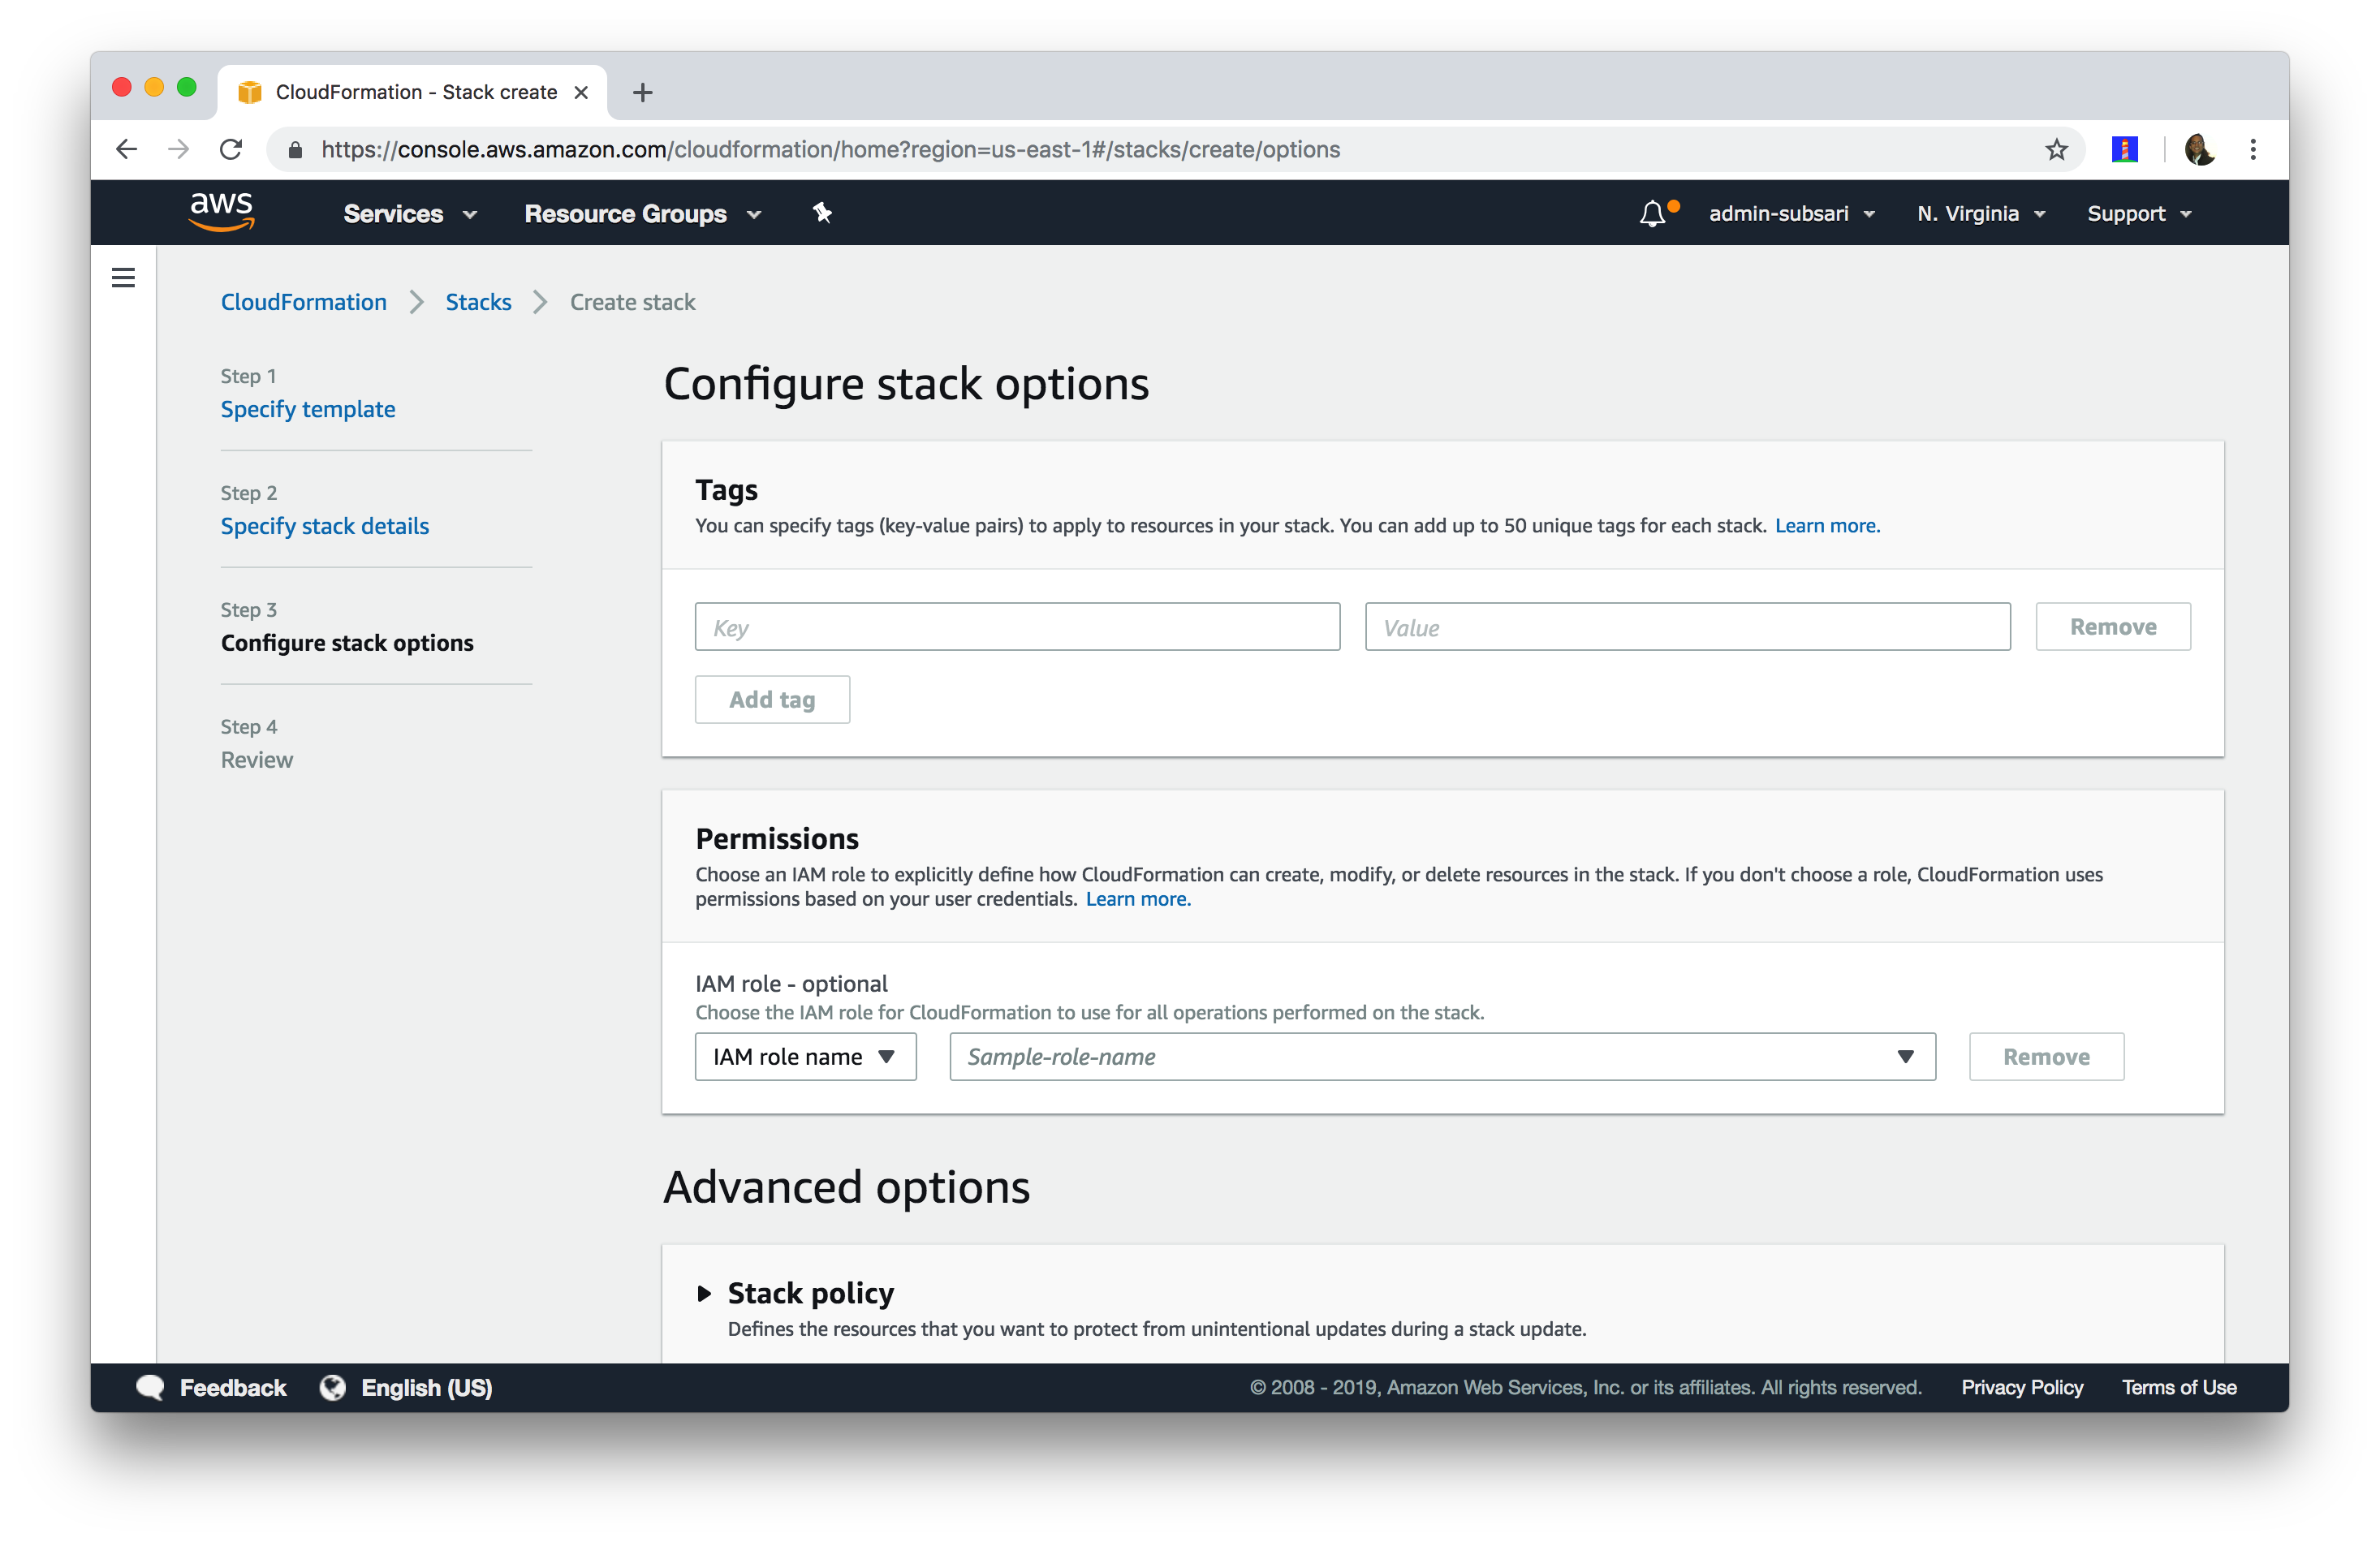 CloudFormation - Stack create
https://console.aws.amazon.com/cloudformation/home?region=us-east-1#/stacks/create/options
aws Services Resource Groups admin-subsari N. Virginia Support
CloudFormation Stacks Create stack
Step 1
Specify template
Step 2
Specify stack details
Step 3
Configure stack options
Step 4
Review
Configure stack options
Tags
You can specify tags (key-value pairs) to apply to resources in your stack. You can add up to 50 unique tags for each stack. Learn more.
Key Value Remove
Add tag
Permissions
Choose an IAM role to explicitly define how CloudFormation can create, modify, or delete resources in the stack. If you don't choose a role, CloudFormation uses
permissions based on your user credentials. Learn more.
IAM role - optional
Choose the IAM role for CloudFormation to use for all operations performed on the stack.
IAM role name Sample-role-name Remove
Advanced options
Stack policy
Defines the resources that you want to protect from unintentional updates during a stack update.
Feedback English (US) © 2008 - 2019, Amazon Web Services, Inc. or its affiliates. All rights reserved. Privacy Policy Terms of Use